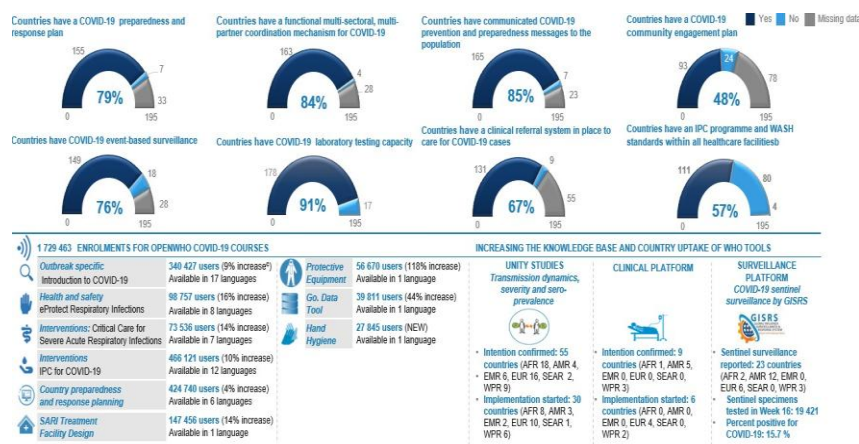 Countries have a COVID-19 preparedness and
response plan
155
7
33
79%
0
195
Countries have a functional multi-sectoral, multi-
partner coordination mechanism for COVID-19
163
4
28
84%
0
195
Countries have communicated COVID-19
prevention and preparedness messages to the
population
165
7
23
85%
0
195
Countries have a COVID-19
community engagement plan
Yes No Missing data
93
24
78
48%
0
195
Countries have COVID-19 event-based surveillance
149
18
28
76%
0
195
Countries have COVID-19 laboratory testing capacity
178
17
91%
0
195
Countries have a clinical referral system in place to
care for COVID-19 cases
131
9
55
67%
0
195
Countries have an IPC programme and WASH
standards within all healthcare facilitiesb
111
80
4
57%
0
195
1 729 463 ENROLMENTS FOR OPENWHO COVID-19 COURSES
Outbreak specific
Introduction to COVID-19
340 427 users (9% increaseᵇ)
Available in 17 languages
Health and safety
eProtect Respiratory Infections
98 757 users (16% increase)
Available in 8 languages
Interventions: Critical Care for
Severe Acute Respiratory Infections
73 536 users (14% increase)
Available in 7 languages
Interventions
IPC for COVID-19
466 121 users (10% increase)
Available in 12 languages
Country preparedness
and response planning
424 740 users (4% increase)
Available in 6 languages
SARI Treatment
Facility Design
147 456 users (14% increase)
Available in 1 language
Protective
Equipment
56 670 users (118% increase)
Available in 1 language
Go. Data
Tool
39 811 users (44% increase)
Available in 1 language
Hand
Hygiene
27 845 users (NEW)
Available in 1 language
INCREASING THE KNOWLEDGE BASE AND COUNTRY UPTAKE OF WHO TOOLS
UNITY STUDIES
Transmission dynamics,
severity and sero-
prevalence
• Intention confirmed: 55
countries (AFR 18, AMR 4,
• EMR 6, EUR 16, SEAR 2,
WPR 9)
• Implementation started: 30
countries (AFR 8, AMR 3,
EMR 2, EUR 10, SEAR 1,
WPR 6)
CLINICAL PLATFORM
• Intention confirmed: 9
countries (AFR 1, AMR 5,
EMR 0, EUR 0, SEAR 0,
WPR 3)
• Implementation started: 6
countries (AFR 0, AMR 0,
EMR 0, EUR 4, SEAR 0,
WPR 2)
SURVEILLANCE
PLATFORM
COVID-19 sentinel
surveillance by GISRS
GISRS
• Sentinel surveillance
reported: 23 countries
(AFR 2, AMR 12, EMR 0,
EUR 6, SEAR 0, WPR 3)
• Sentinel specimens
tested in Week 16: 19 421
• Percent positive for
COVID-19: 15.7 %